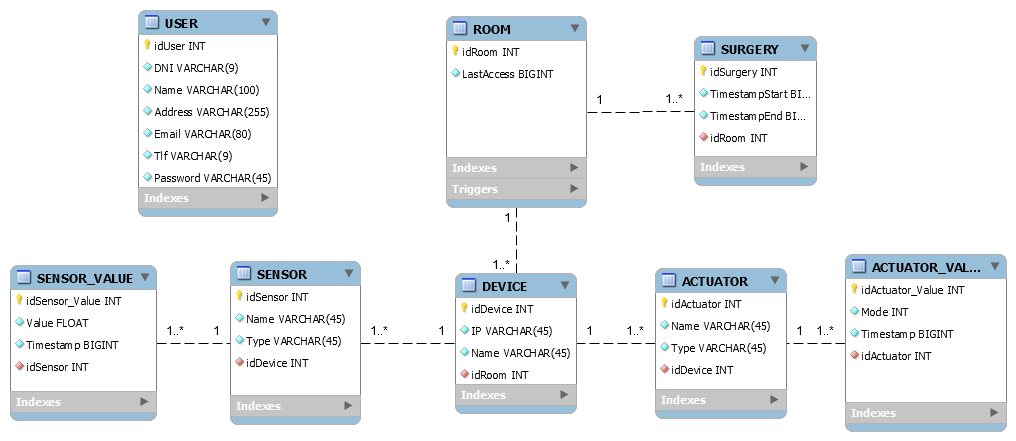 USER
idUser INT
DNI VARCHAR(9)
Name VARCHAR(100)
Address VARCHAR(255)
Email VARCHAR(80)
Tlf VARCHAR(9)
Password VARCHAR(45)
Indexes
ROOM
idRoom INT
LastAccess BIGINT
Indexes
Triggers
1
1..*
SURGERY
idSurgery INT
TimestampStart BI...
TimestampEnd BI...
idRoom INT
Indexes
1
1..*
SENSOR_VALUE
idSensor_Value INT
Value FLOAT
Timestamp BIGINT
idSensor INT
Indexes
1..*
1
SENSOR
idSensor INT
Name VARCHAR(45)
Type VARCHAR(45)
idDevice INT
Indexes
1..*
1
DEVICE
idDevice INT
IP VARCHAR(45)
Name VARCHAR(45)
idRoom INT
Indexes
1
1..*
ACTUATOR
idActuator INT
Name VARCHAR(45)
Type VARCHAR(45)
idDevice INT
Indexes
1
1..*
ACTUATOR_VAL...
idActuator_Value INT
Mode INT
Timestamp BIGINT
idActuator INT
Indexes